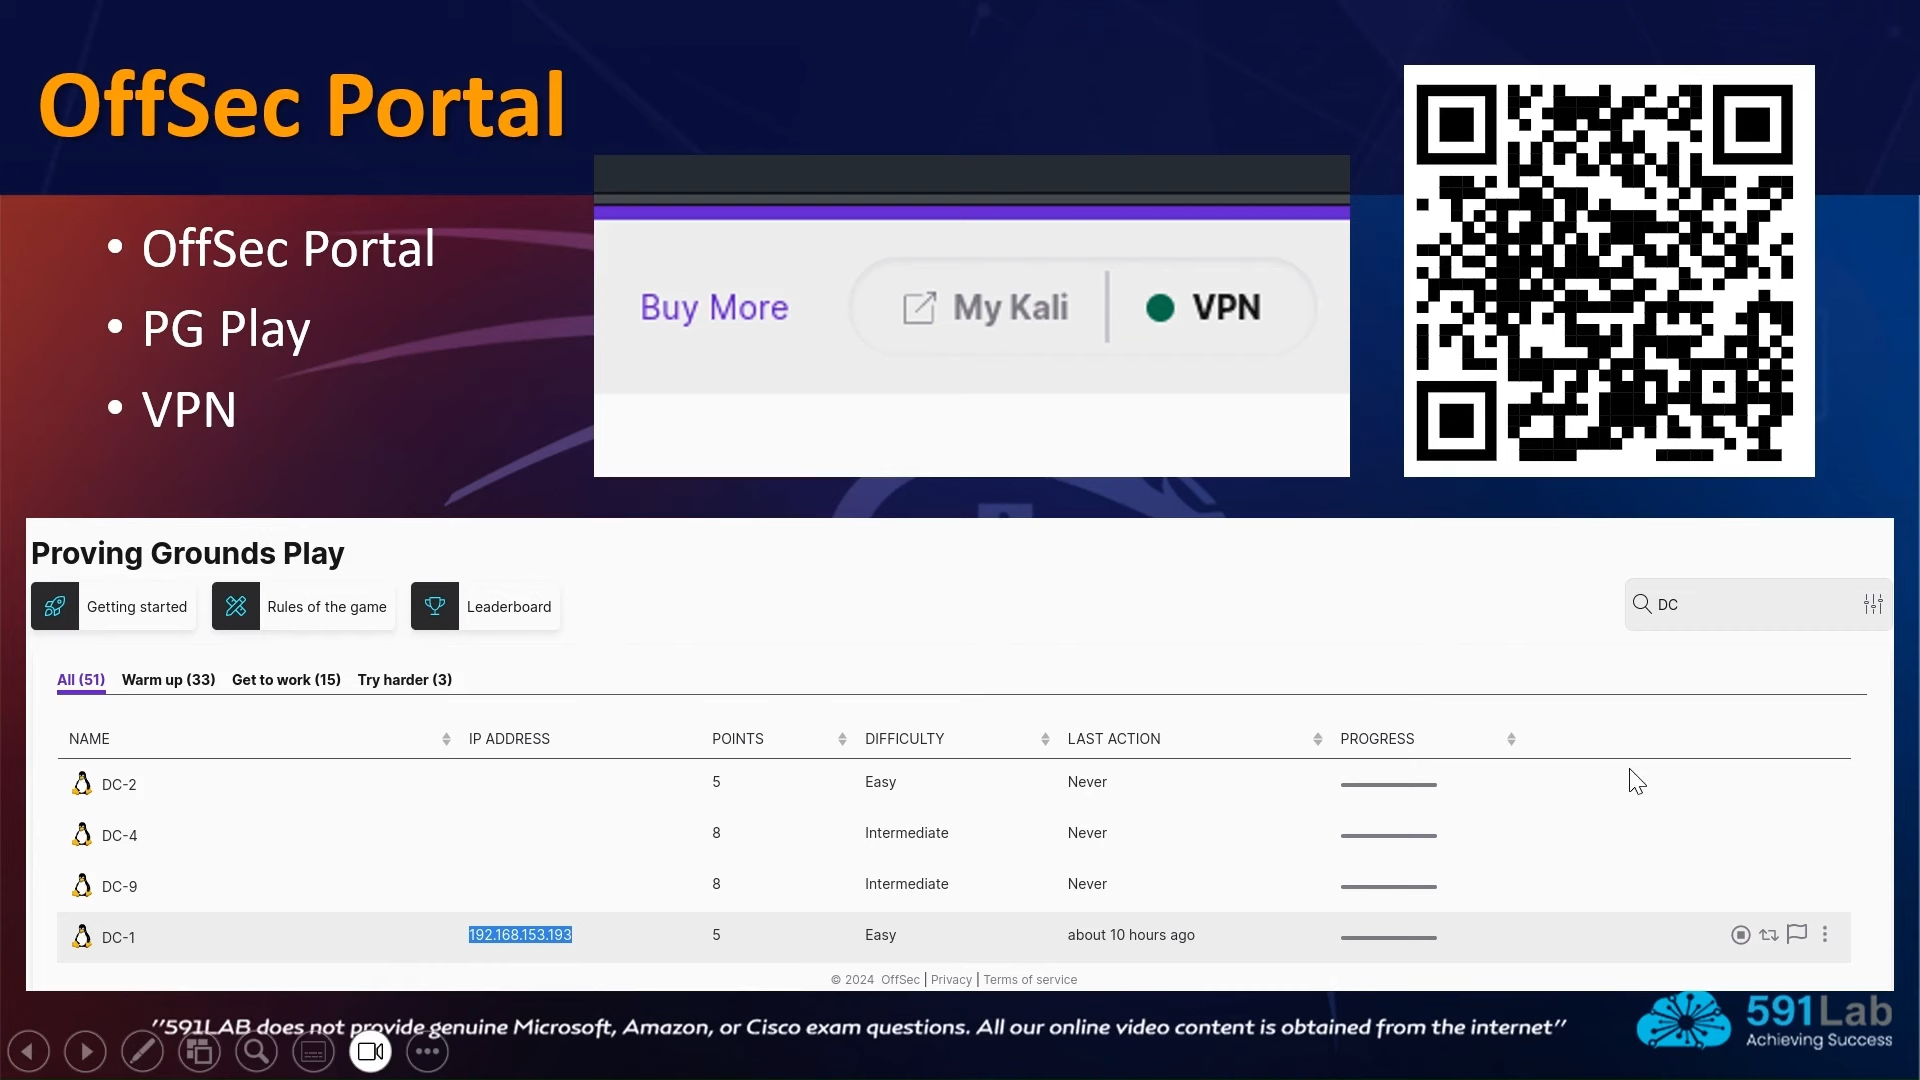 OffSec Portal
• OffSec Portal
• PG Play
• VPN
Buy More My Kali VPN
Proving Grounds Play
Getting started Rules of the game Leaderboard
DC
All (51) Warm up (33) Get to work (15) Try harder (3)
NAME IP ADDRESS POINTS DIFFICULTY LAST ACTION PROGRESS
DC-2 5 Easy Never
DC-4 8 Intermediate Never
DC-9 8 Intermediate Never
DC-1 192.168.153.193 5 Easy about 10 hours ago
© 2024 OffSec | Privacy | Terms of service
''591LAB does not provide genuine Microsoft, Amazon, or Cisco exam questions. All our online video content is obtained from the internet''
591Lab
Achieving Success